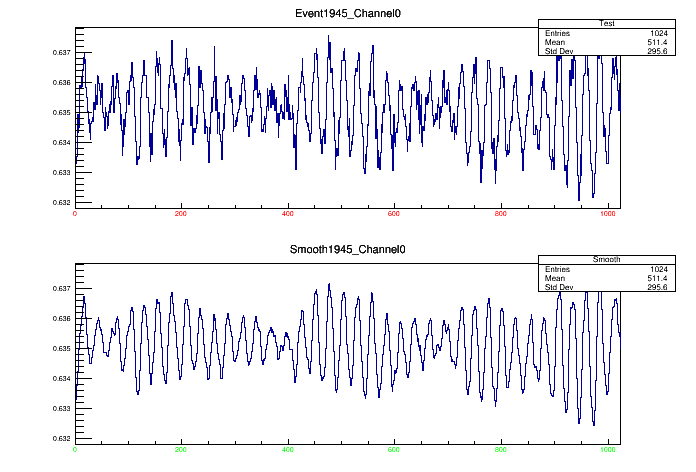 Event1945_Channel0
Test
Entries 1024
Mean 511.4
Std Dev 295.6
0.637
0.636
0.635
0.634
0.633
0.632
0 200 400 600 800 1000
Smooth1945_Channel0
Smooth
Entries 1024
Mean 511.4
Std Dev 295.6
0.637
0.636
0.635
0.634
0.633
0.632
0 200 400 600 800 1000